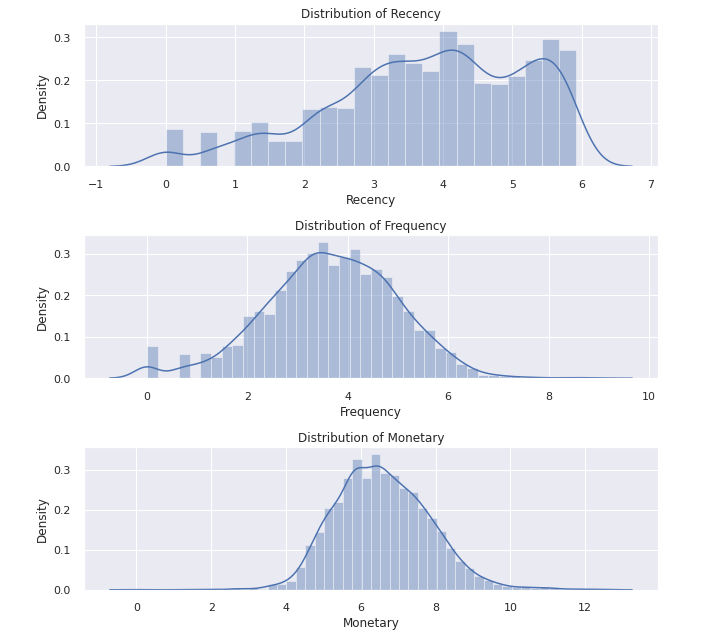 Distribution of Recency
0.3
0.2
0.1
0.0
Density
−1 0 1 2 3 4 5 6 7
Recency
Distribution of Frequency
0.3
0.2
0.1
0.0
Density
0 2 4 6 8 10
Frequency
Distribution of Monetary
0.3
0.2
0.1
0.0
Density
0 2 4 6 8 10 12
Monetary